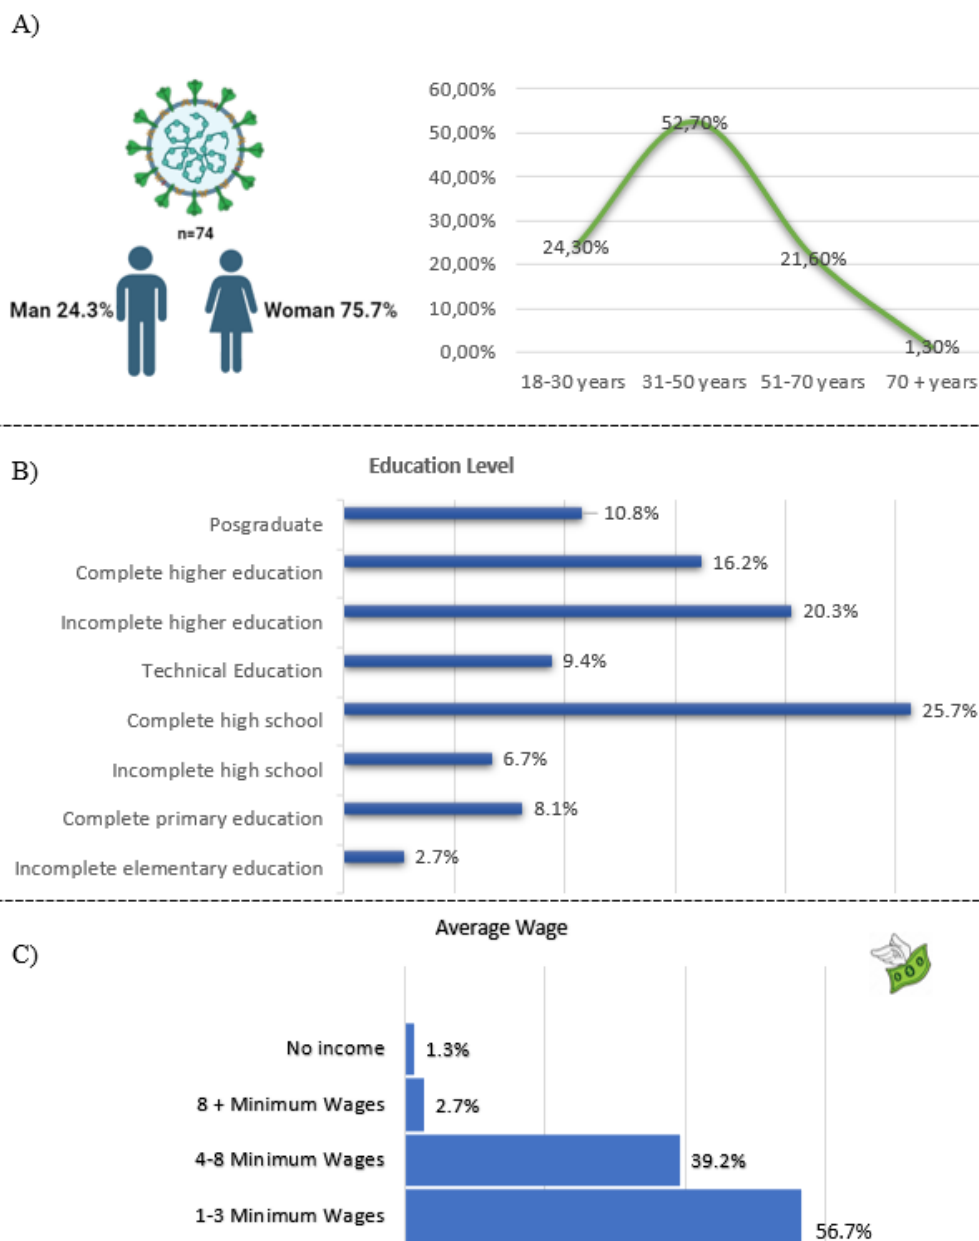 A)
n=74
Man 24.3%
Woman 75.7%
60,00%
50,00%
40,00%
30,00%
20,00%
10,00%
0,00%
24,30%
52,70%
21,60%
1,30%
18-30 years 31-50 years 51-70 years 70 + years
B)
Education Level
Posgraduate 10.8%
Complete higher education 16.2%
Incomplete higher education 20.3%
Technical Education 9.4%
Complete high school 25.7%
Incomplete high school 6.7%
Complete primary education 8.1%
Incomplete elementary education 2.7%
C)
Average Wage
No income 1.3%
8 + Minimum Wages 2.7%
4-8 Minimum Wages 39.2%
1-3 Minimum Wages 56.7%